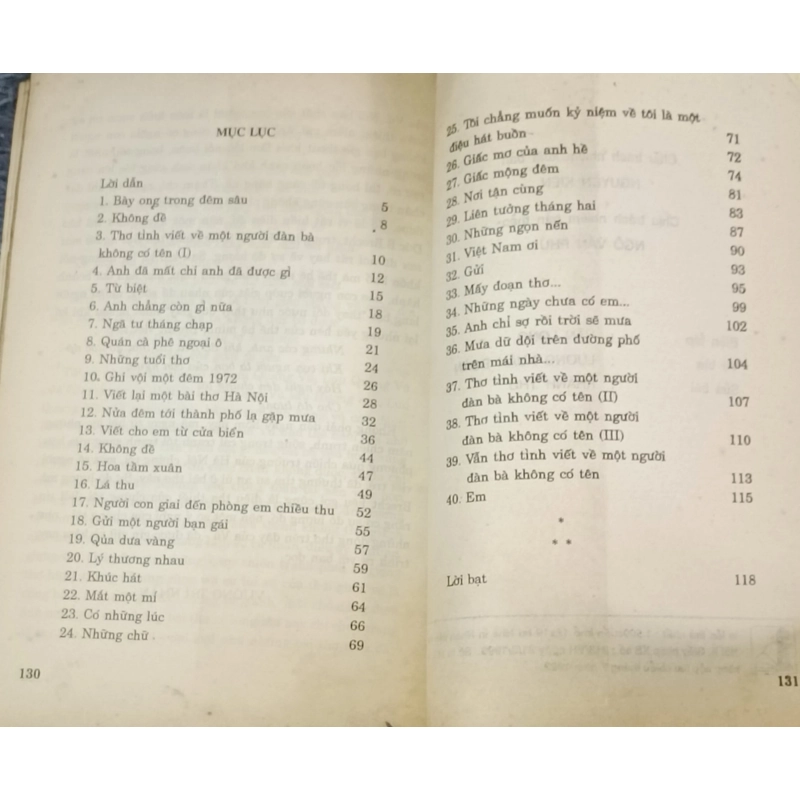 MỤC LỤC
Lời dẫn
1. Bầy ong trong đêm sâu 5
2. Không đề 8
3. Thơ tình viết về một người đàn bà
không có tên (I) 10
4. Anh đã mất chi anh đã được gì 12
5. Từ biệt 15
6. Anh chẳng còn gì nữa 18
7. Ngã tư tháng chạp 19
8. Quán cà phê ngoại ô 21
9. Những tuổi thơ 24
10. Ghi vội một đêm 1972 26
11. Viết lại một bài thơ Hà Nội 28
12. Nửa đêm tới thành phố lạ gặp mưa 32
13. Viết cho em từ cửa biển 36
14. Không đề 44
15. Hoa tầm xuân 47
16. Lá thu 49
17. Người con giai đến phòng em chiều thu 52
18. Gửi một người bạn gái 55
19. Qủa dưa vàng 57
20. Lý thương nhau 59
21. Khúc hát 61
22. Mắt một mí 64
23. Có những lúc 66
24. Những chữ . 69
130
25. Tôi chẳng muốn kỷ niệm về tôi là một
điệu hát buồn 71
26. Giấc mơ của anh hề 72
27. Giấc mộng đêm 74
28. Nơi tận cùng 81
29. Liên tưởng tháng hai 83
30. Những ngọn nến 87
31. Việt Nam ơi 90
32. Gửi 93
33. Mấy đoạn thơ... 95
34. Những ngày chưa có em... 99
35. Anh chỉ sợ rồi trời sẽ mưa 102
36. Mưa dữ dội trên đường phố
trên mái nhà... 104
37. Thơ tình viết về một người
đàn bà không có tên (II) 107
38. Thơ tình viết về một người
đàn bà không có tên (III) 110
39. Vẫn thơ tình viết về một người
đàn bà không có tên 113
40. Em 115
*
* *
Lời bạt 118
131